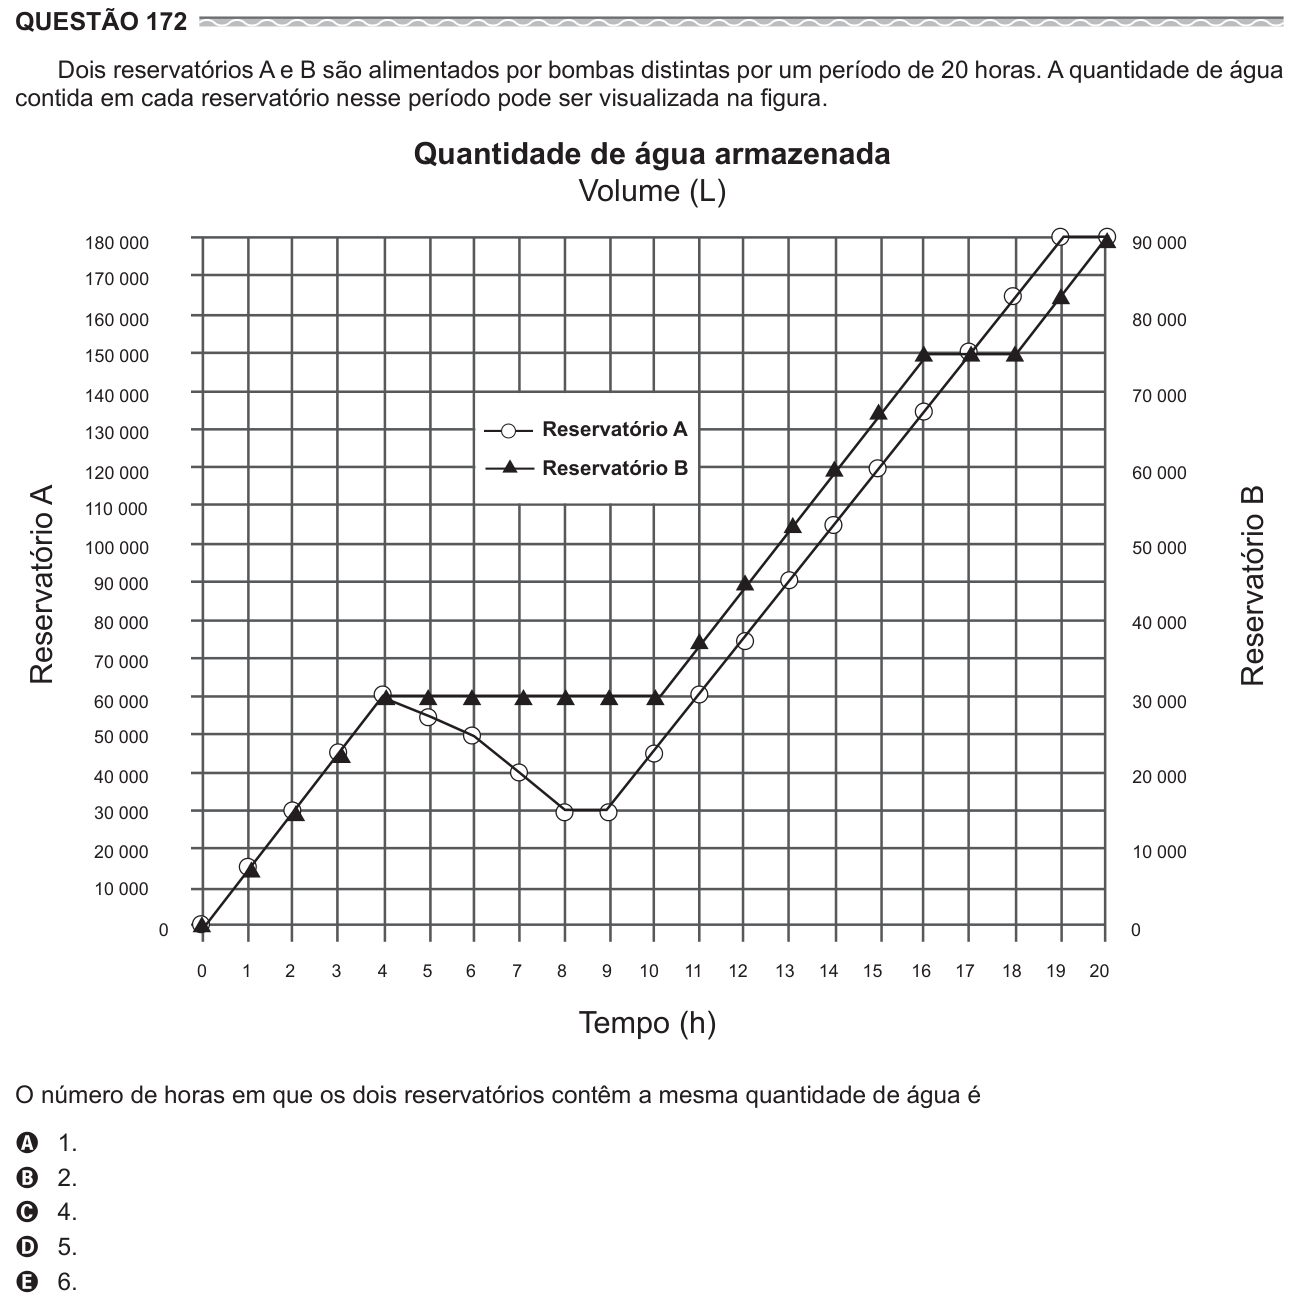 QUESTÃO 172
Dois reservatórios A e B são alimentados por bombas distintas por um período de 20 horas. A quantidade de água
contida em cada reservatório nesse período pode ser visualizada na figura.
Quantidade de água armazenada
Volume (L)
180 000
170 000
160 000
150 000
140 000
130 000
120 000
110 000
100 000
90 000
80 000
70 000
60 000
50 000
40 000
30 000
20 000
10 000
0
Reservatório A
Reservatório A
Reservatório B
90 000
80 000
70 000
60 000
50 000
40 000
30 000
20 000
10 000
0
Reservatório B
0 1 2 3 4 5 6 7 8 9 10 11 12 13 14 15 16 17 18 19 20
Tempo (h)
O número de horas em que os dois reservatórios contêm a mesma quantidade de água é
A 1.
B 2.
C 4.
D 5.
E 6.